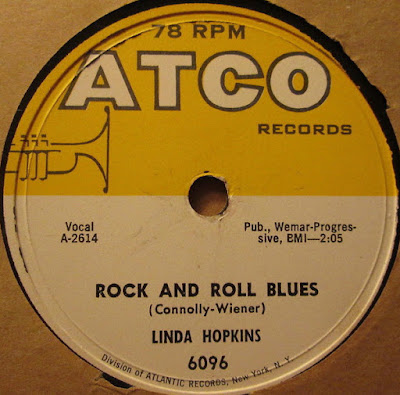 78 RPM
ATCO
RECORDS
Vocal
A-2614
Pub., Wemar-Progres-
sive, BMI—2:05
ROCK AND ROLL BLUES
(Connolly-Wiener)
LINDA HOPKINS
6096
Division of ATLANTIC RECORDS, New York, N. Y.